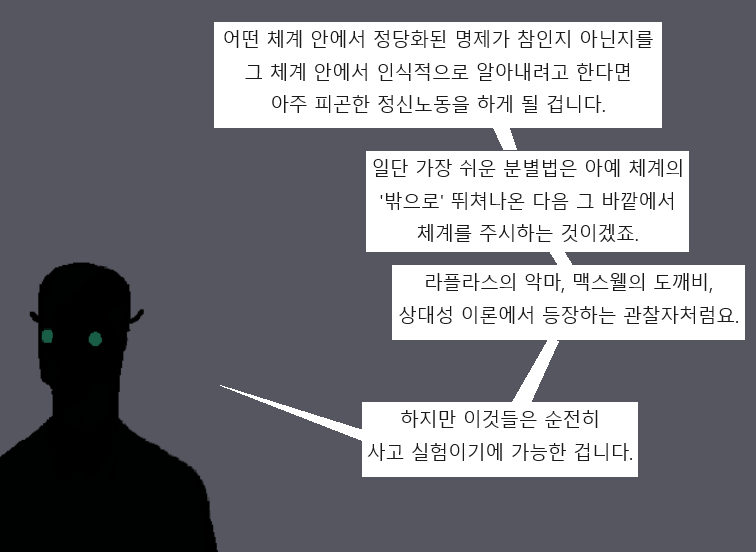 어떤 체계 안에서 정당화된 명제가 참인지 아닌지를
그 체계 안에서 인식적으로 알아내려고 한다면
아주 피곤한 정신노동을 하게 될 겁니다.
일단 가장 쉬운 분별법은 아예 체계의
'밖으로' 뛰쳐나온 다음 그 바깥에서
체계를 주시하는 것이겠죠.
라플라스의 악마, 맥스웰의 도깨비,
상대성 이론에서 등장하는 관찰자처럼요.
하지만 이것들은 순전히
사고 실험이기에 가능한 겁니다.